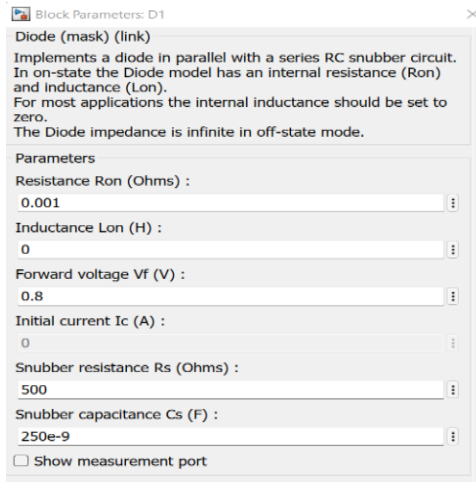 Block Parameters: D1
Diode (mask) (link)
Implements a diode in parallel with a series RC snubber circuit.
In on-state the Diode model has an internal resistance (Ron)
and inductance (Lon).
For most applications the internal inductance should be set to
zero.
The Diode impedance is infinite in off-state mode.
Parameters
Resistance Ron (Ohms) :
0.001
Inductance Lon (H) :
0
Forward voltage Vf (V) :
0.8
Initial current Ic (A) :
0
Snubber resistance Rs (Ohms) :
500
Snubber capacitance Cs (F) :
250e-9
Show measurement port